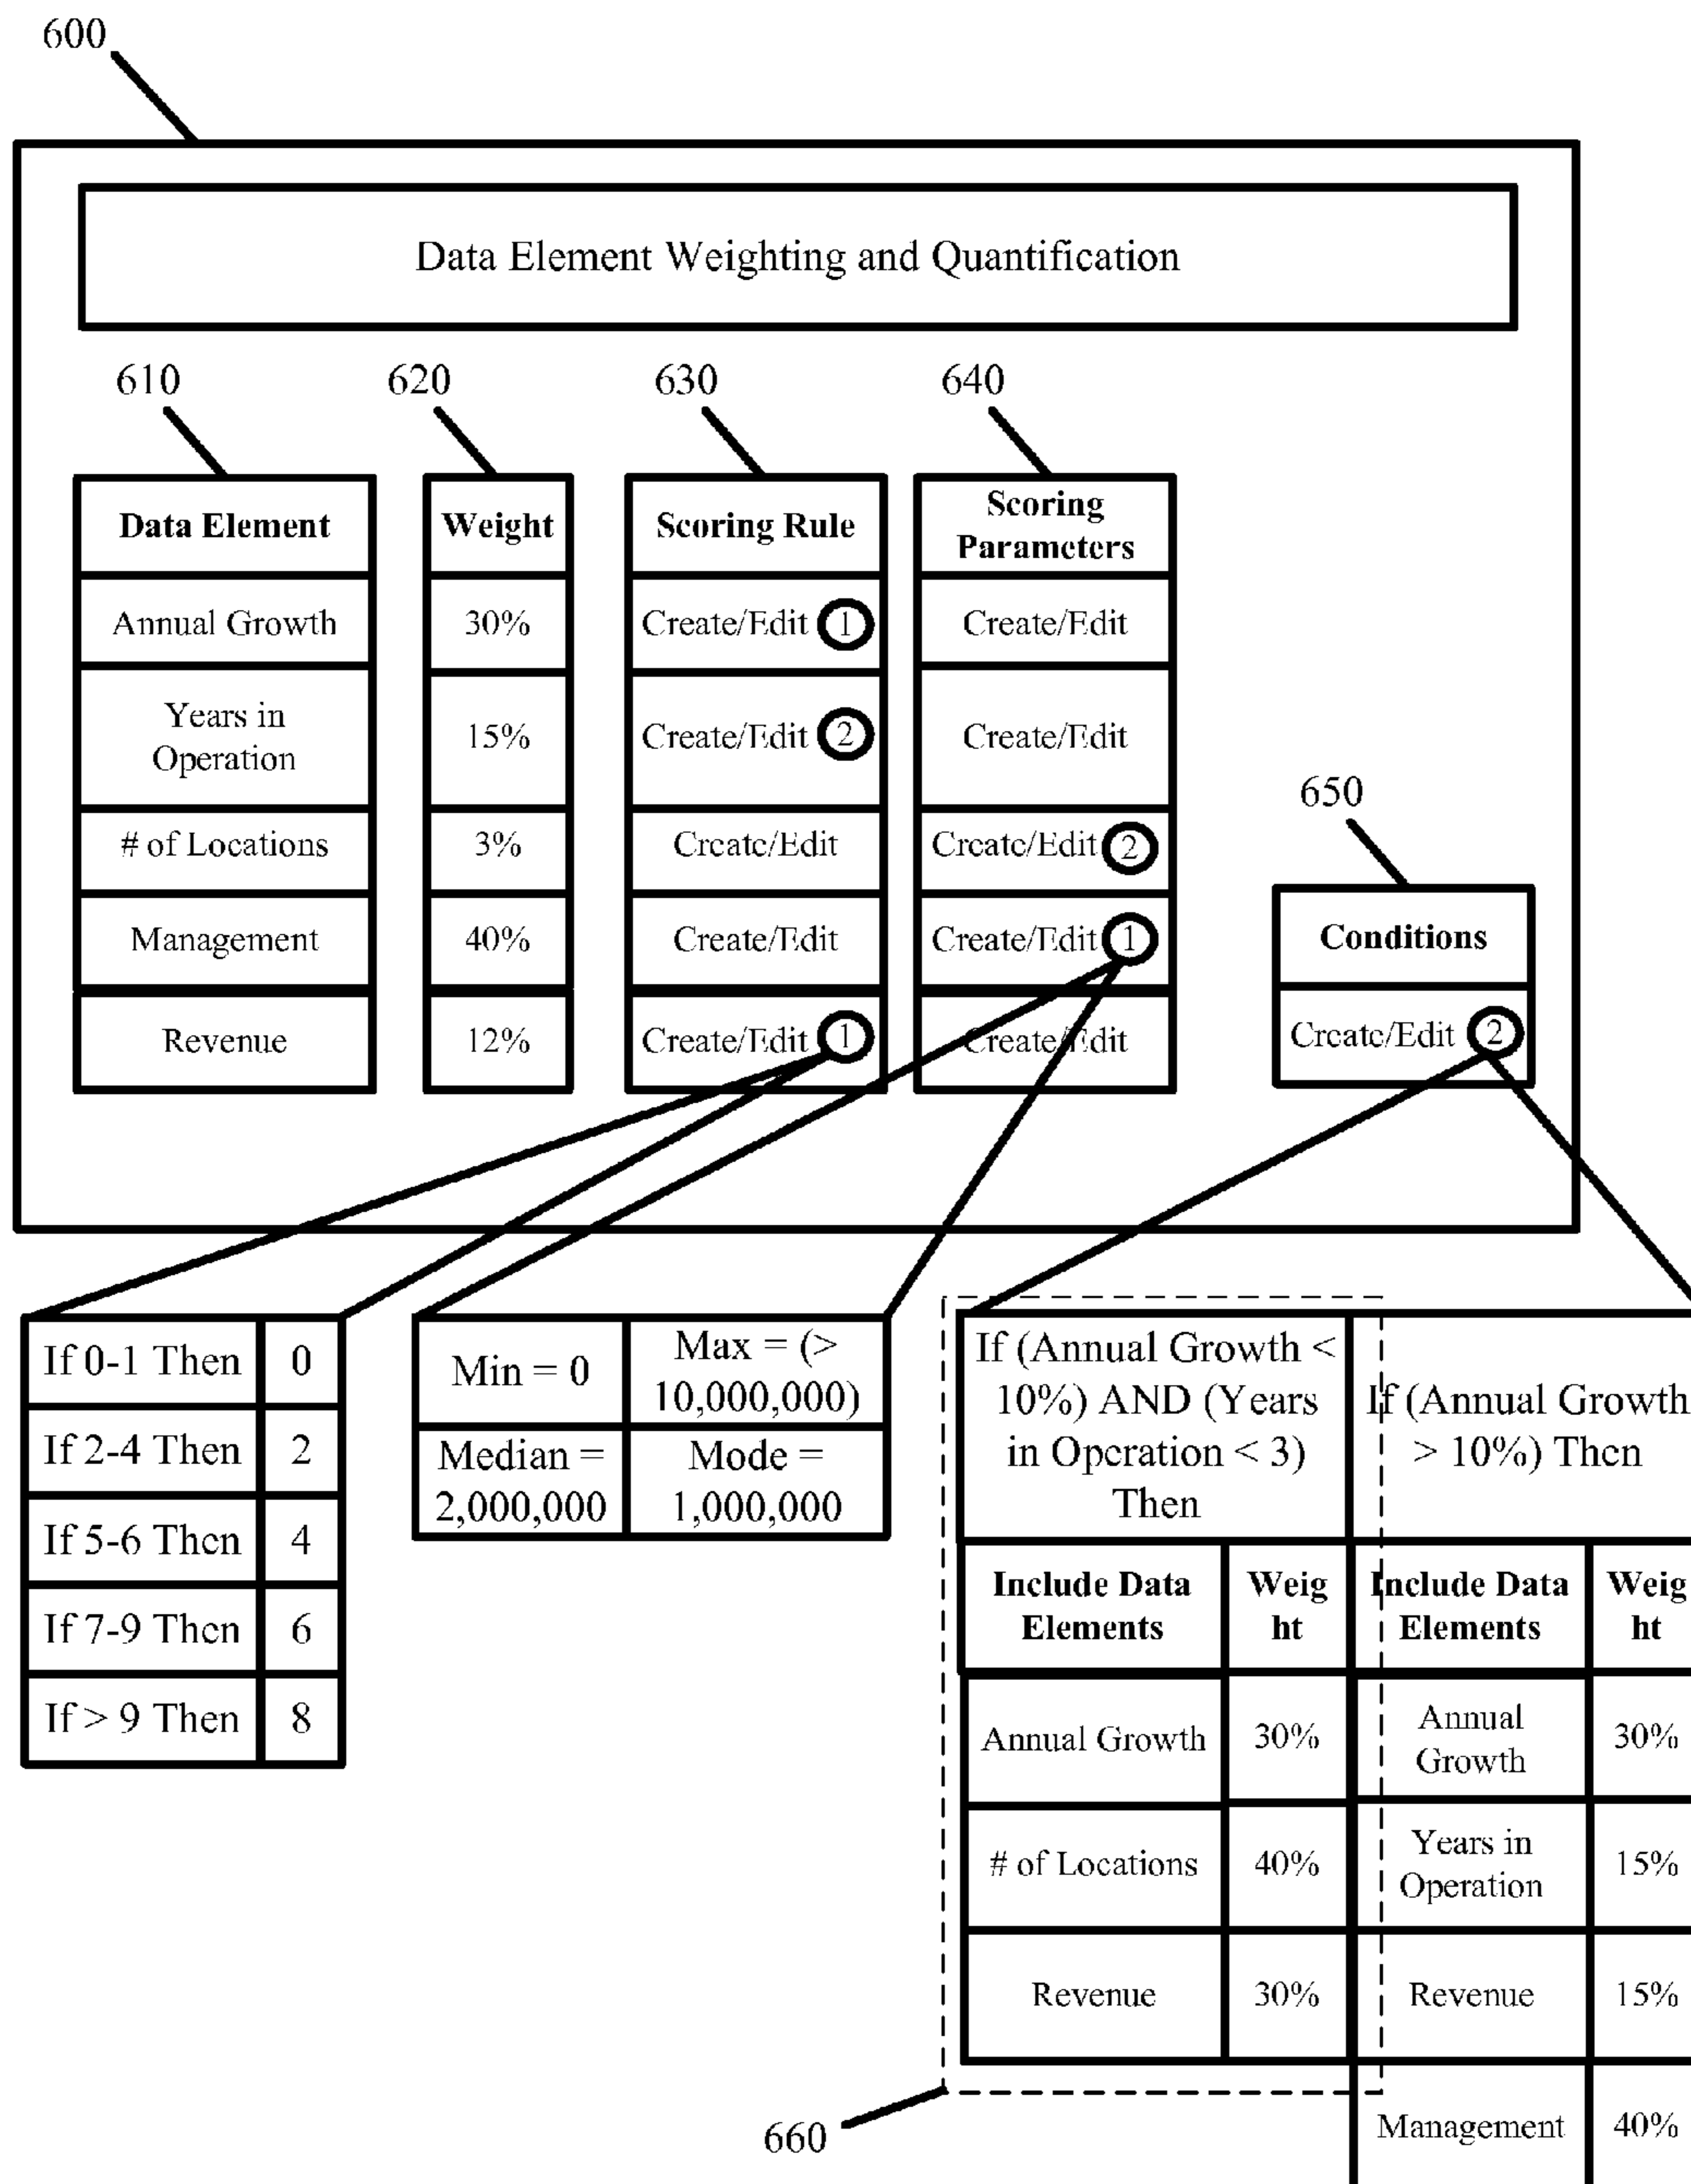 600
Data Element Weighting and Quantification
610
620
630
640
Data Element
Weight
Scoring Rule
Scoring
Parameters
Annual Growth
30%
Create/Edit 1
Create/Edit
Years in
Operation
15%
Create/Edit 2
Create/Edit
# of Locations
3%
Create/Edit
Create/Edit 2
Management
40%
Create/Edit
Create/Edit 1
Revenue
12%
Create/Edit 1
Create/Edit
650
Conditions
Create/Edit 2
If 0-1 Then
0
If 2-4 Then
2
If 5-6 Then
4
If 7-9 Then
6
If > 9 Then
8
Min = 0
Max = (>
10,000,000)
Median =
2,000,000
Mode =
1,000,000
If (Annual Growth <
10%) AND (Years
in Operation < 3)
Then
If (Annual Growth
> 10%) Then
Include Data
Elements
Weig
ht
Include Data
Elements
Weig
ht
Annual Growth
30%
Annual
Growth
30%
# of Locations
40%
Years in
Operation
15%
Revenue
30%
Revenue
15%
Management
40%
660